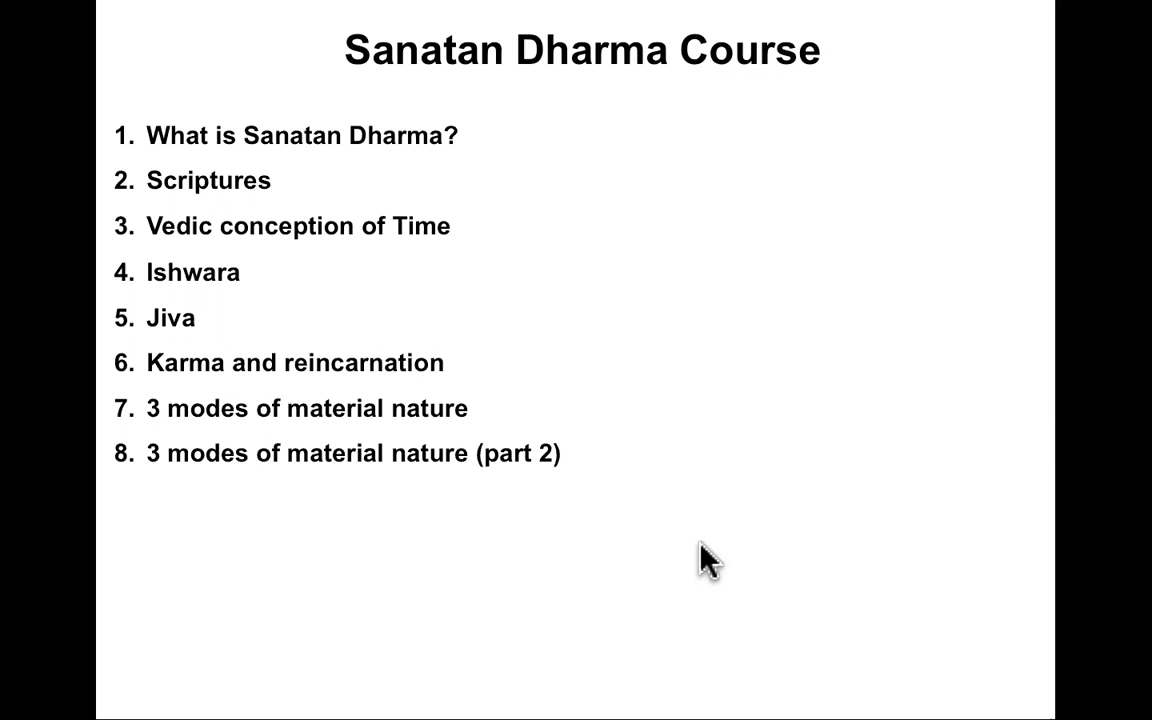 Sanatan Dharma Course
1. What is Sanatan Dharma?
2. Scriptures
3. Vedic conception of Time
4. Ishwara
5. Jiva
6. Karma and reincarnation
7. 3 modes of material nature
8. 3 modes of material nature (part 2)